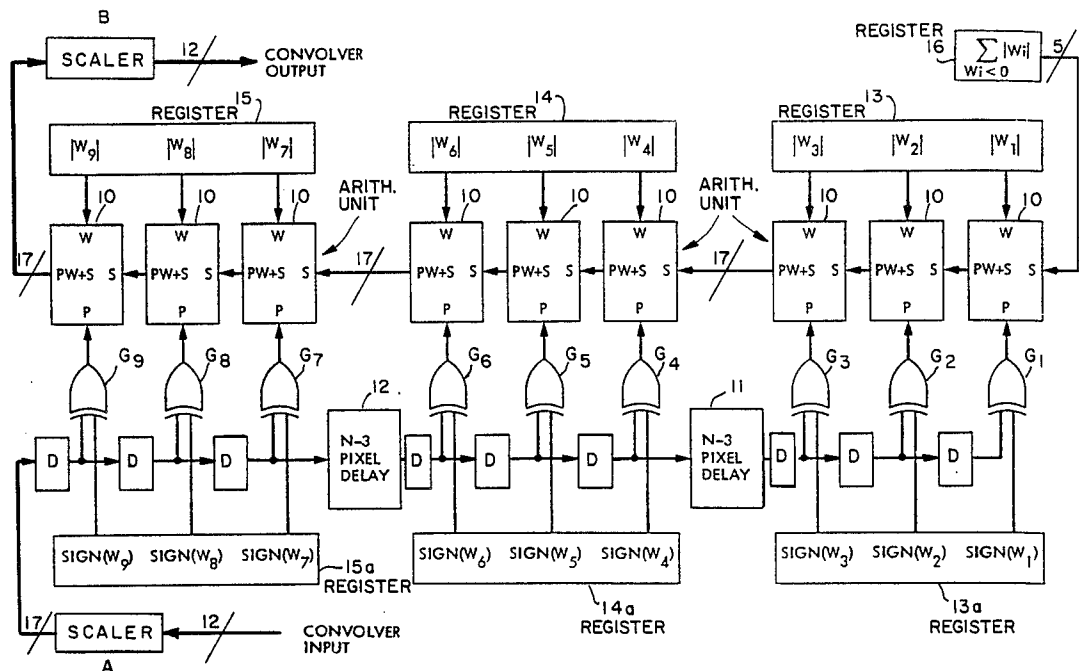 B
SCALER
12
CONVOLVER
OUTPUT
REGISTER
16
∑ |Wi|
Wi < 0
5
REGISTER 15
REGISTER 14
REGISTER 13
|W9| |W8| |W7|
|W6| |W5| |W4|
|W3| |W2| |W1|
10 10 10
ARITH.
UNIT
10 10 10
ARITH.
UNIT
10 10 10
W W W W W W W W W
17 PW+S PW+S PW+S S 17 PW+S PW+S PW+S S 17 PW+S PW+S PW+S S
P P P P P P P P P
G9 G8 G7 G6 G5 G4 G3 G2 G1
12
11
D D D
N-3
PIXEL
DELAY
D D D
N-3
PIXEL
DELAY
D D D
SIGN(W9) SIGN(W8) SIGN(W7)
SIGN(W6) SIGN(W5) SIGN(W4)
SIGN(W3) SIGN(W2) SIGN(W1)
15a
REGISTER
14a
REGISTER
13a
REGISTER
17
SCALER
12
CONVOLVER
INPUT
A